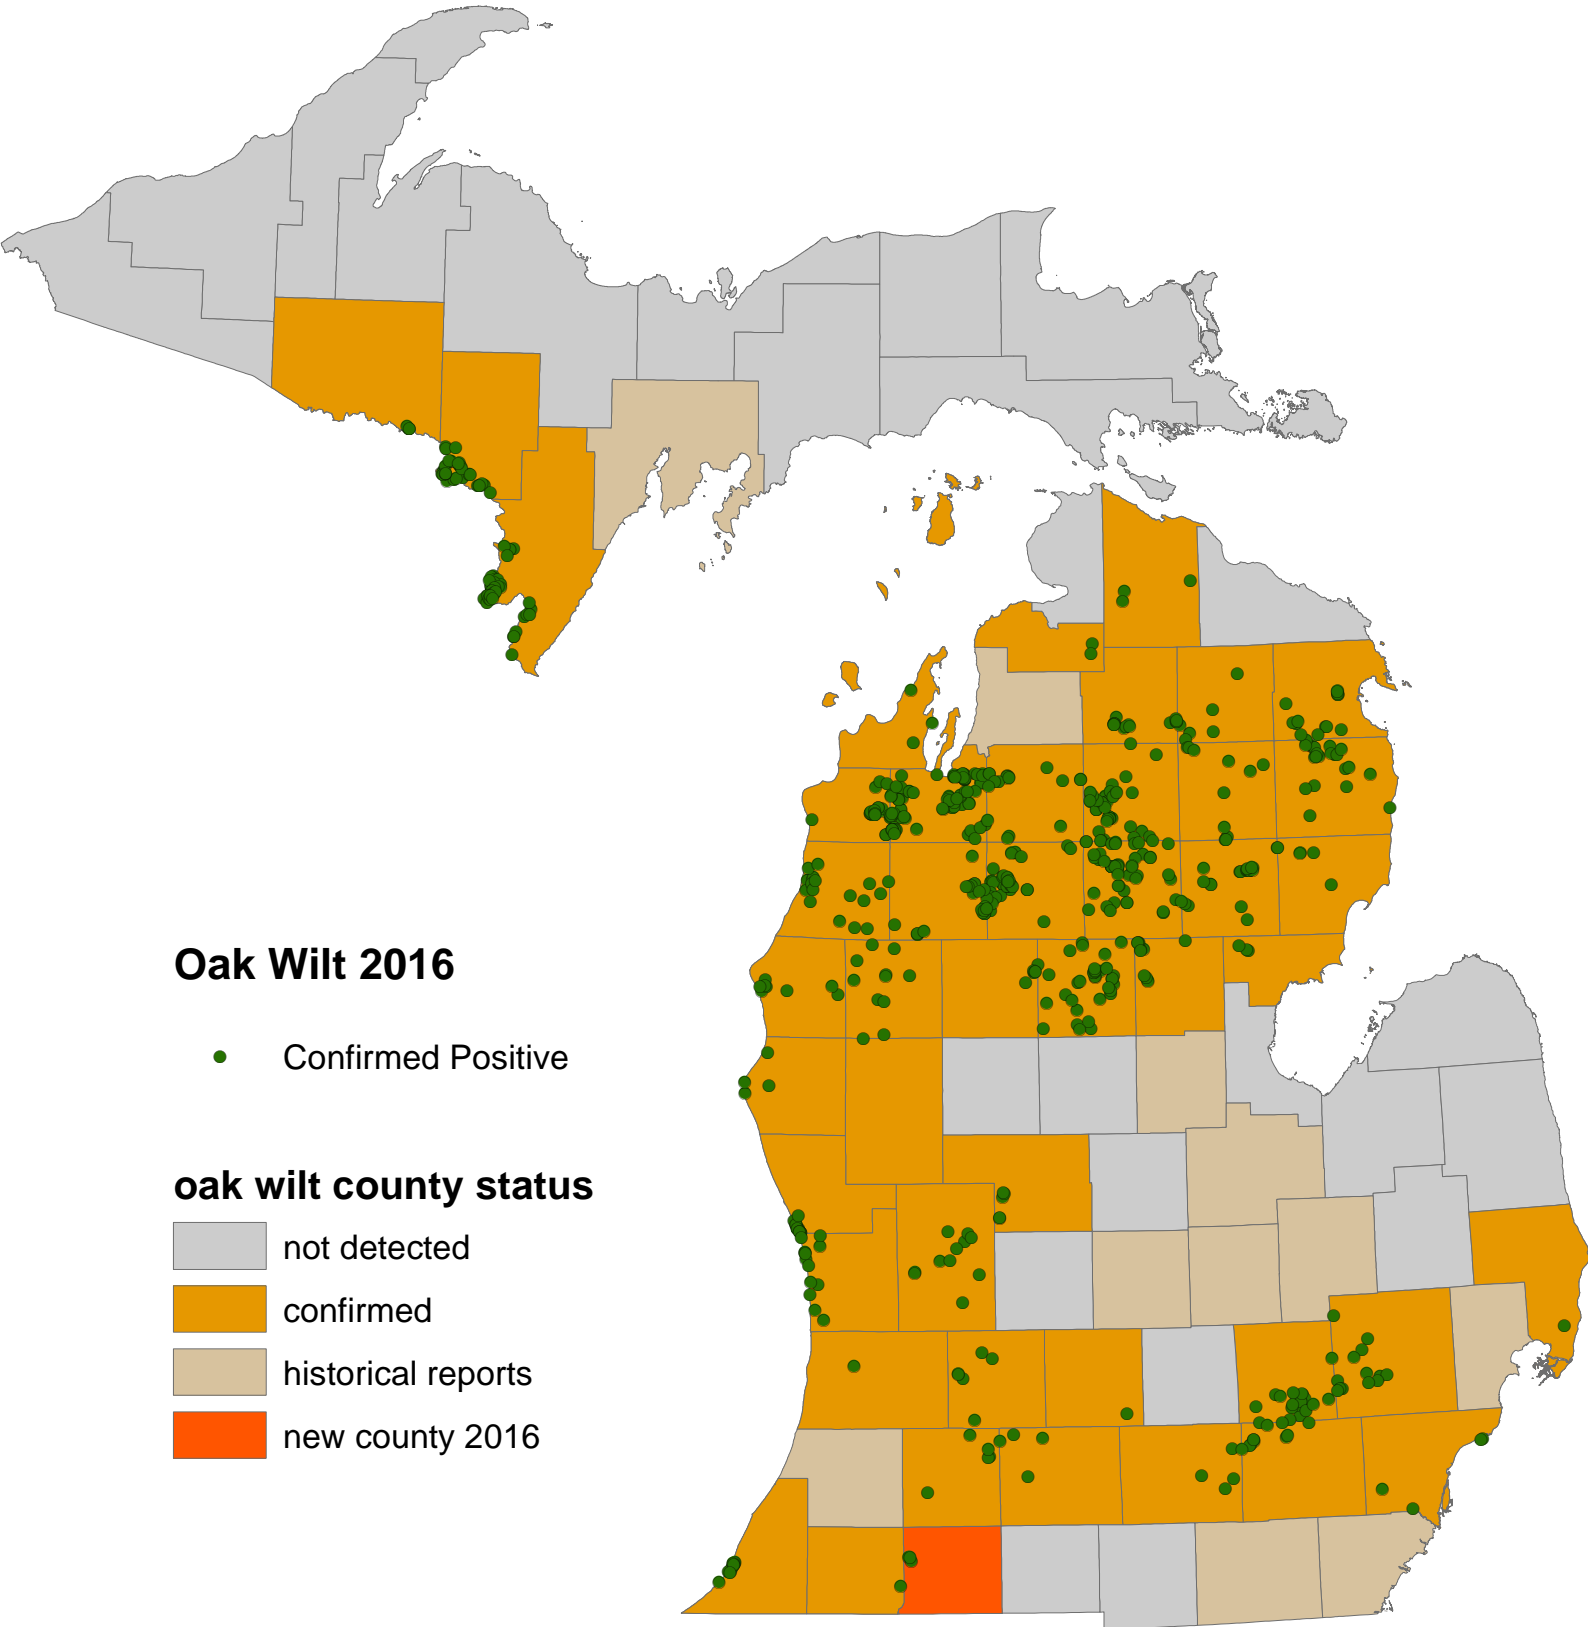 Oak Wilt 2016
Confirmed Positive
oak wilt county status
not detected
confirmed
historical reports
new county 2016